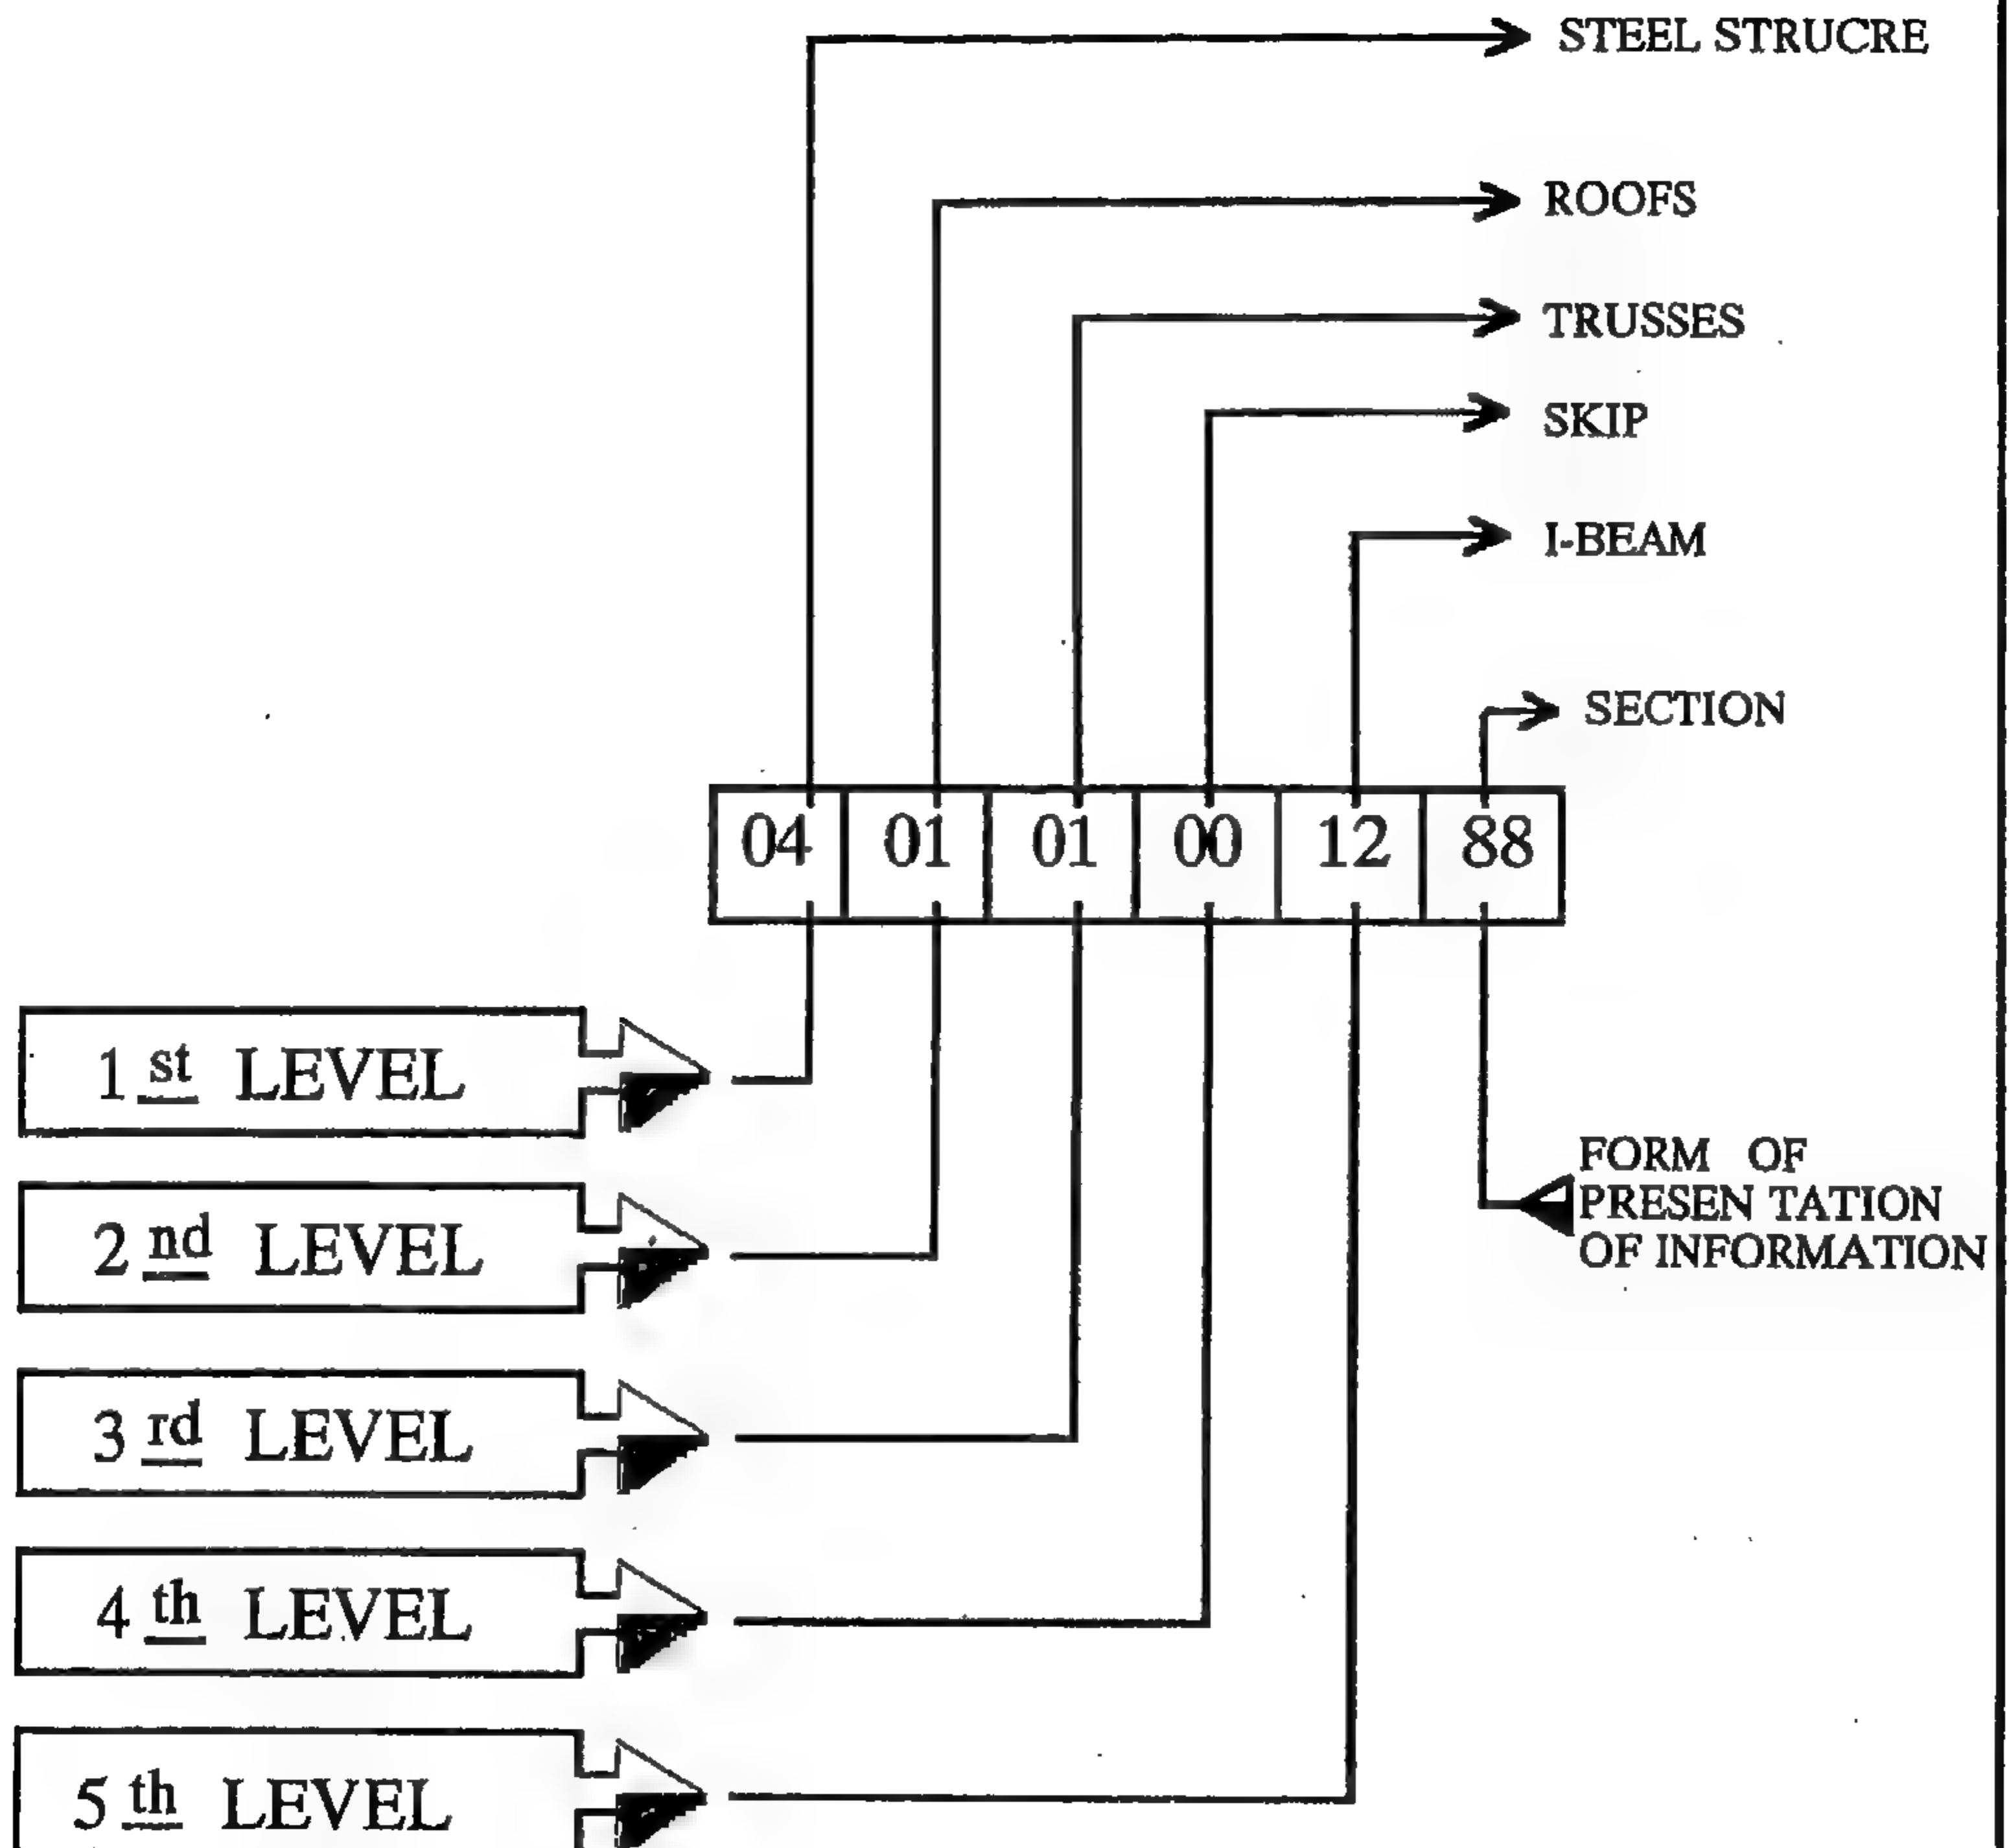 STEEL STRUCRE
ROOFS
TRUSSES
SKIP
I-BEAM
SECTION
04 01 01 00 12 88
1 st LEVEL
FORM OF
PRESEN TATION
OF INFORMATION
2 nd LEVEL
3 rd LEVEL
4 th LEVEL
5 th LEVEL